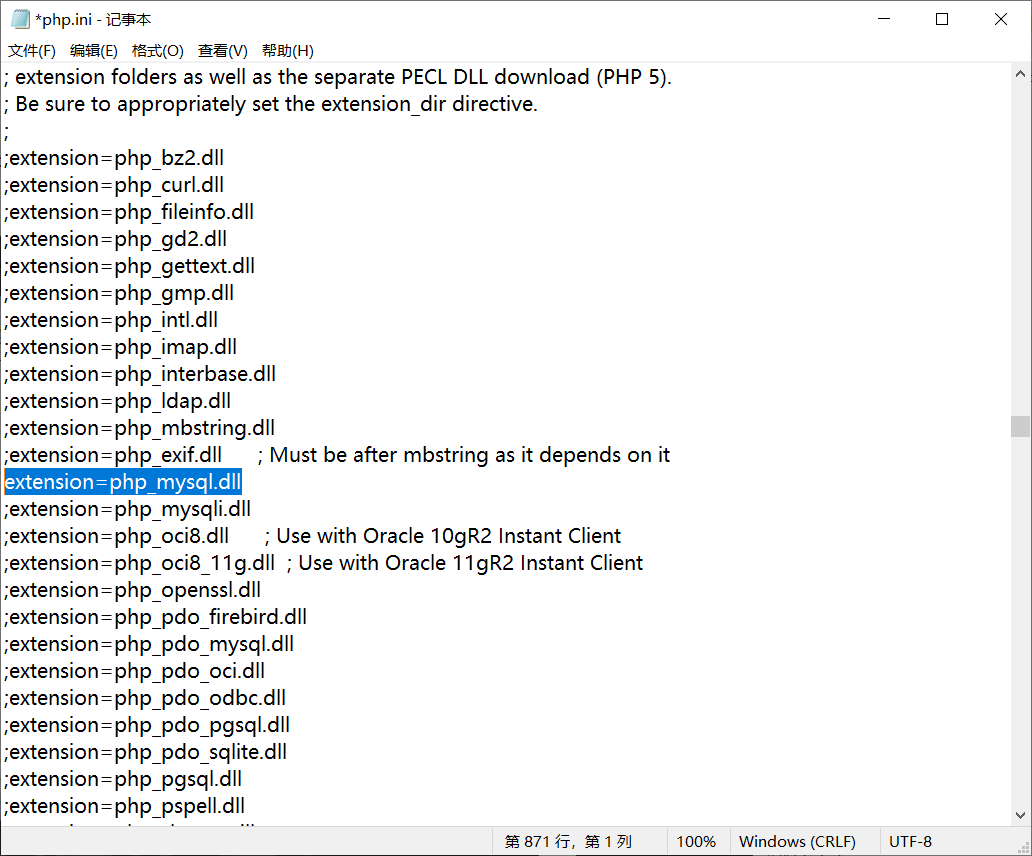 *php.ini - 记事本
文件(F) 编辑(E) 格式(O) 查看(V) 帮助(H)
; extension folders as well as the separate PECL DLL download (PHP 5).
; Be sure to appropriately set the extension_dir directive.
;
;extension=php_bz2.dll
;extension=php_curl.dll
;extension=php_fileinfo.dll
;extension=php_gd2.dll
;extension=php_gettext.dll
;extension=php_gmp.dll
;extension=php_intl.dll
;extension=php_imap.dll
;extension=php_interbase.dll
;extension=php_ldap.dll
;extension=php_mbstring.dll
;extension=php_exif.dll      ; Must be after mbstring as it depends on it
extension=php_mysql.dll
;extension=php_mysqli.dll
;extension=php_oci8.dll      ; Use with Oracle 10gR2 Instant Client
;extension=php_oci8_11g.dll  ; Use with Oracle 11gR2 Instant Client
;extension=php_openssl.dll
;extension=php_pdo_firebird.dll
;extension=php_pdo_mysql.dll
;extension=php_pdo_oci.dll
;extension=php_pdo_odbc.dll
;extension=php_pdo_pgsql.dll
;extension=php_pdo_sqlite.dll
;extension=php_pgsql.dll
;extension=php_pspell.dll
第 871 行，第 1 列 100% Windows (CRLF) UTF-8